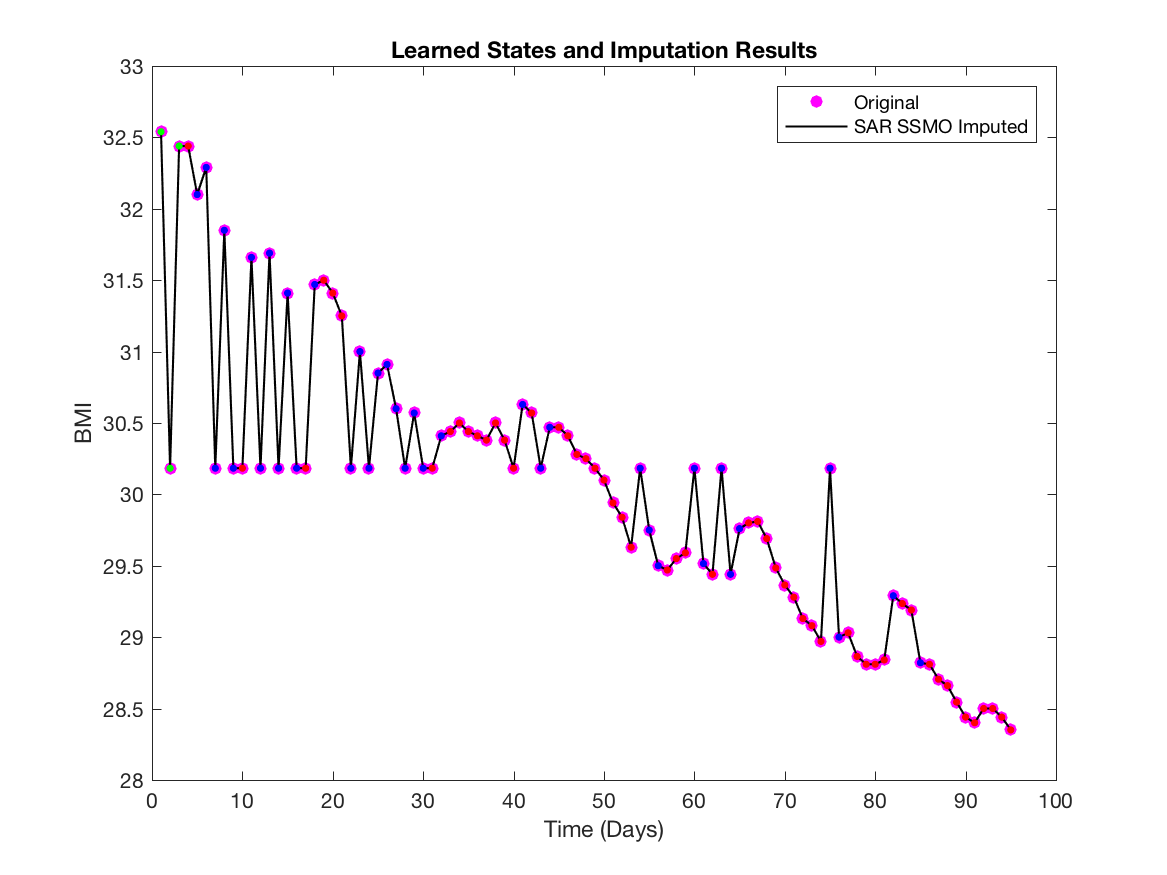 Learned States and Imputation Results
33
32.5
32
31.5
31
30.5
30
29.5
29
28.5
28
BMI
Original
SAR SSMO Imputed
0 10 20 30 40 50 60 70 80 90 100
Time (Days)